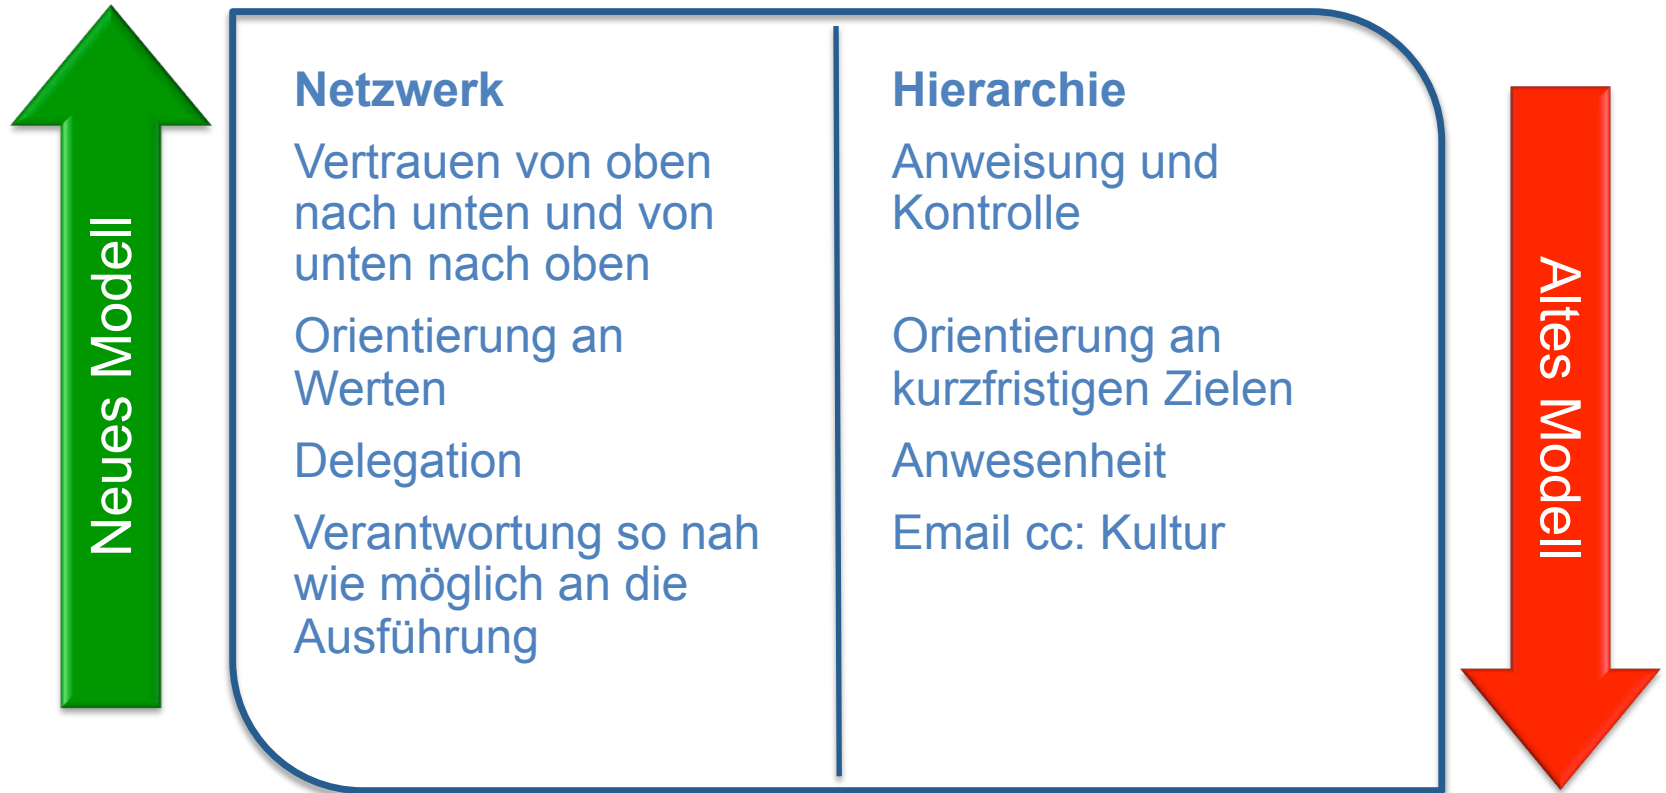 Neues Modell
Netzwerk
Vertrauen von oben
nach unten und von
unten nach oben
Orientierung an
Werten
Delegation
Verantwortung so nah
wie möglich an die
Ausführung
Hierarchie
Anweisung und
Kontrolle
Orientierung an
kurzfristigen Zielen
Anwesenheit
Email cc: Kultur
Altes Modell